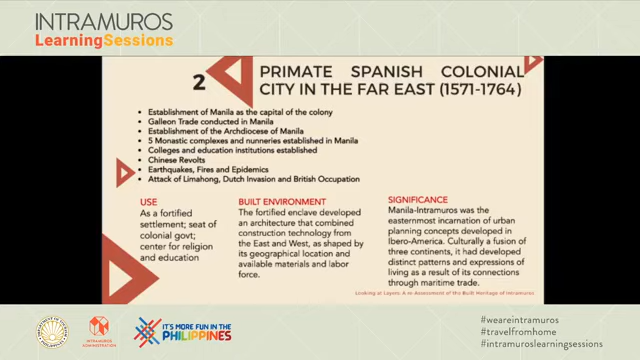 INTRAMUROS
Learning Sessions
2
PRIMATE SPANISH COLONIAL
CITY IN THE FAR EAST (1571-1764)
• Establishment of Manila as the capital of the colony
• Galleon Trade conducted in Manila
• Establishment of the Archdiocese of Manila
• 5 Monastic complexes and nunneries established in Manila
• Colleges and education institutions established
• Chinese Revolts
• Earthquakes, Fires and Epidemics
• Attack of Limahong, Dutch Invasion and British Occupation
USE
As a fortified
settlement; seat of
colonial govt;
center for religion
and education
BUILT ENVIRONMENT
The fortified enclave developed
an architecture that combined
construction technology from
the East and West, as shaped by
its geographical location and
available materials and labor
force.
SIGNIFICANCE
Manila-Intramuros was the
easternmost incarnation of urban
planning concepts developed in
Ibero-America. Culturally a fusion of
three continents, it had developed
distinct patterns and expressions of
living as a result of its connections
through maritime trade.
Looking at Layers: A re-Assessment of the Built Heritage of Intramuros
INTRAMUROS
ADMINISTRATION
IT'S MORE FUN IN THE
PHILIPPINES
#weareintramuros
#travelfromhome
#intramuroslearningsessions